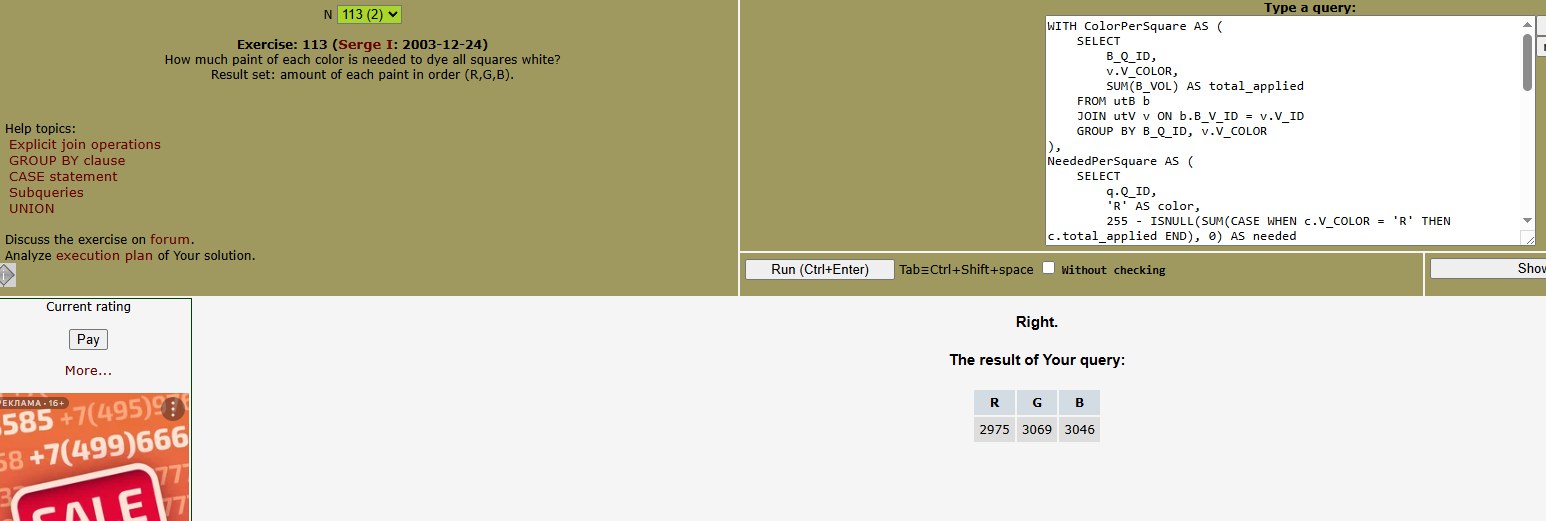 N 113 (2)
Exercise: 113 (Serge I: 2003-12-24)
How much paint of each color is needed to dye all squares white?
Result set: amount of each paint in order (R,G,B).
Help topics:
Explicit join operations
GROUP BY clause
CASE statement
Subqueries
UNION
Discuss the exercise on forum.
Analyze execution plan of Your solution.
Type a query:
WITH ColorPerSquare AS (
    SELECT
        B_Q_ID,
        v.V_COLOR,
        SUM(B_VOL) AS total_applied
    FROM utB b
    JOIN utV v ON b.B_V_ID = v.V_ID
    GROUP BY B_Q_ID, v.V_COLOR
),
NeededPerSquare AS (
    SELECT
        q.Q_ID,
        'R' AS color,
        255 - ISNULL(SUM(CASE WHEN c.V_COLOR = 'R' THEN
c.total_applied END), 0) AS needed
Run (Ctrl+Enter) Tab≡Ctrl+Shift+space Without checking
Show
Current rating
Pay
More...
РЕКЛАМА • 16+
585 +7(495)9
+7(499)666
SALE
Right.
The result of Your query:
R G B
2975 3069 3046